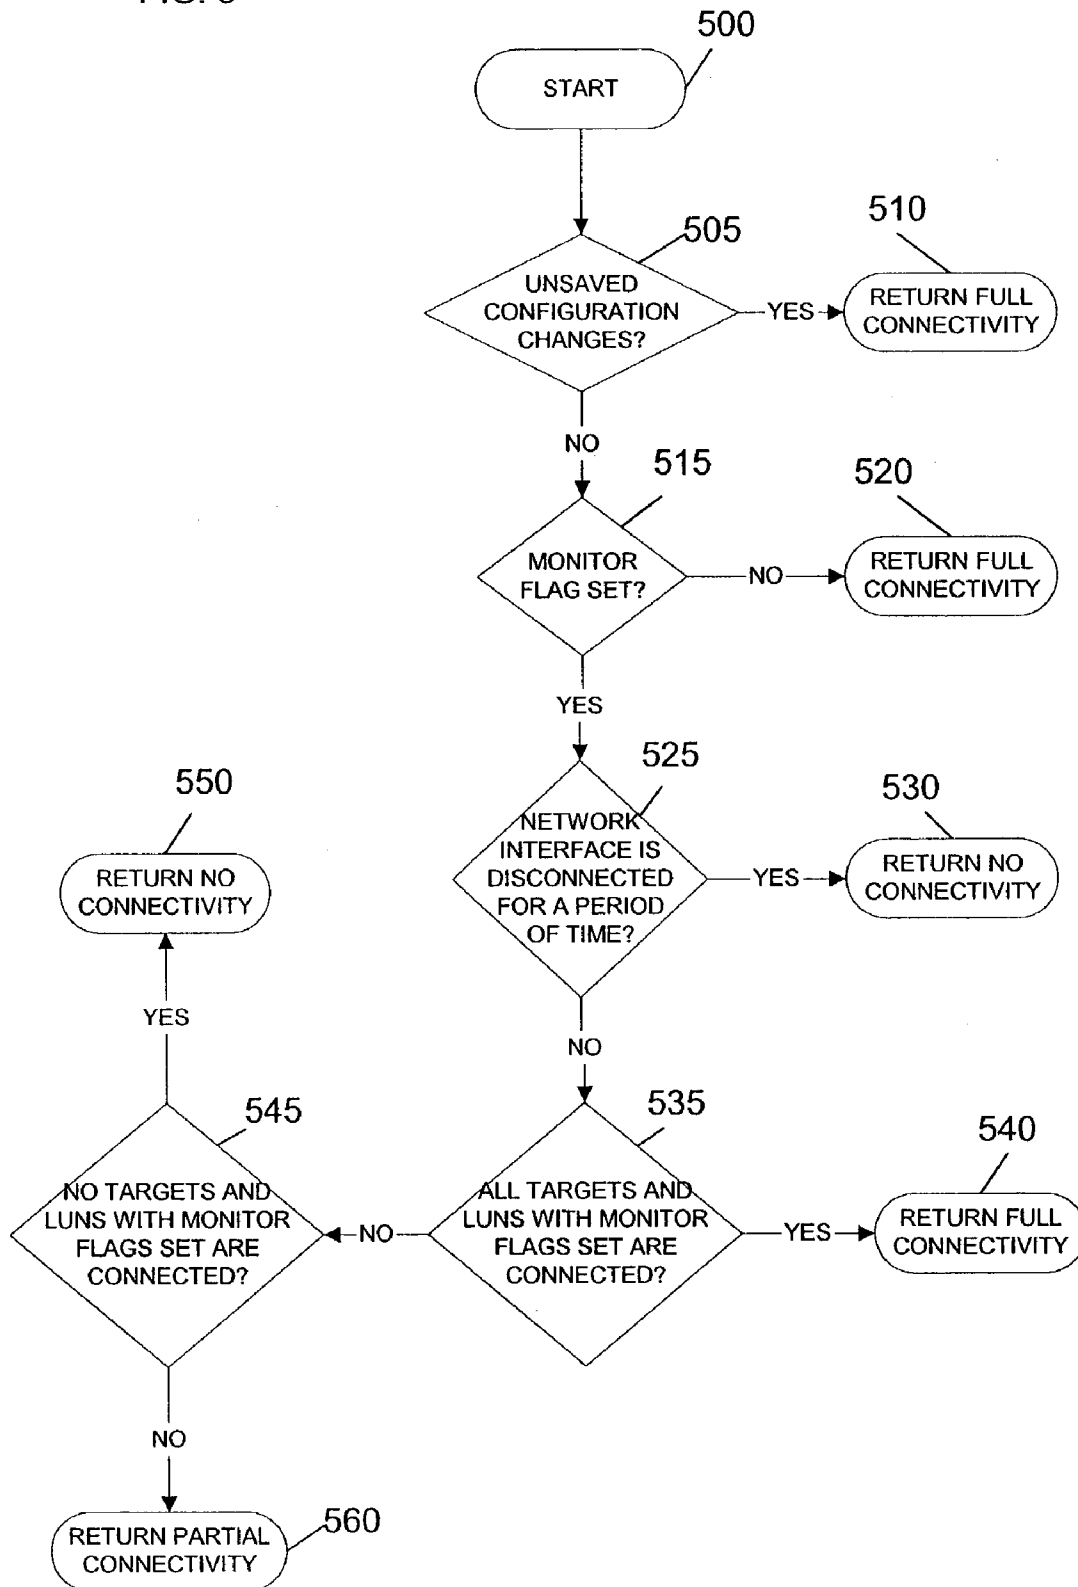 500
START
505
510
UNSAVED
CONFIGURATION
CHANGES?
YES
RETURN FULL
CONNECTIVITY
NO
515
520
MONITOR
FLAG SET?
NO
RETURN FULL
CONNECTIVITY
YES
525
530
550
NETWORK
INTERFACE IS
DISCONNECTED
FOR A PERIOD
OF TIME?
YES
RETURN NO
CONNECTIVITY
RETURN NO
CONNECTIVITY
YES
NO
545
535
540
NO TARGETS AND
LUNS WITH MONITOR
FLAGS SET ARE
CONNECTED?
NO
ALL TARGETS AND
LUNS WITH MONITOR
FLAGS SET ARE
CONNECTED?
YES
RETURN FULL
CONNECTIVITY
NO
RETURN PARTIAL
CONNECTIVITY
560